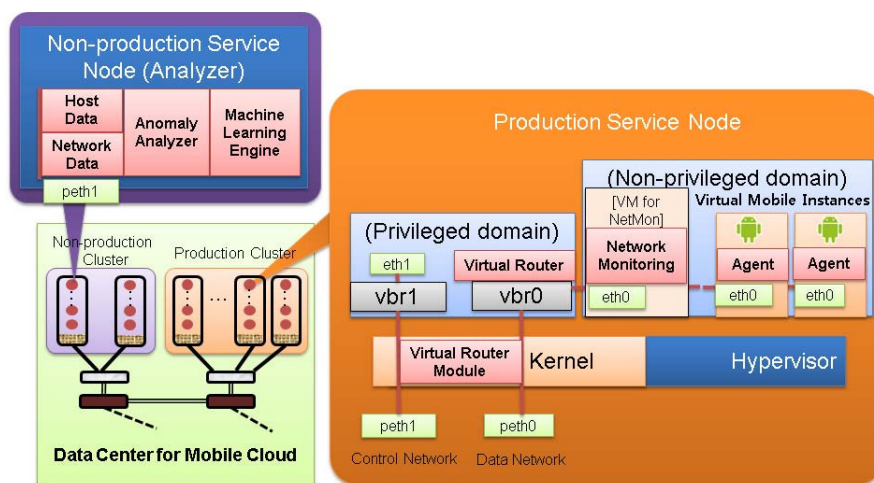 Non-production Service
Node (Analyzer)
Host
Data
Network
Data
Anomaly
Analyzer
Machine
Learning
Engine
peth1
Non-production
Cluster
Production Cluster
...
Data Center for Mobile Cloud
Production Service Node
(Privileged domain)
eth1
Virtual Router
vbr1
vbr0
(Non-privileged domain)
[VM for
NetMon]
Virtual Mobile Instances
Network
Monitoring
eth0
Agent
eth0
Agent
eth0
Virtual Router
Module
Kernel
Hypervisor
peth1
peth0
Control Network
Data Network